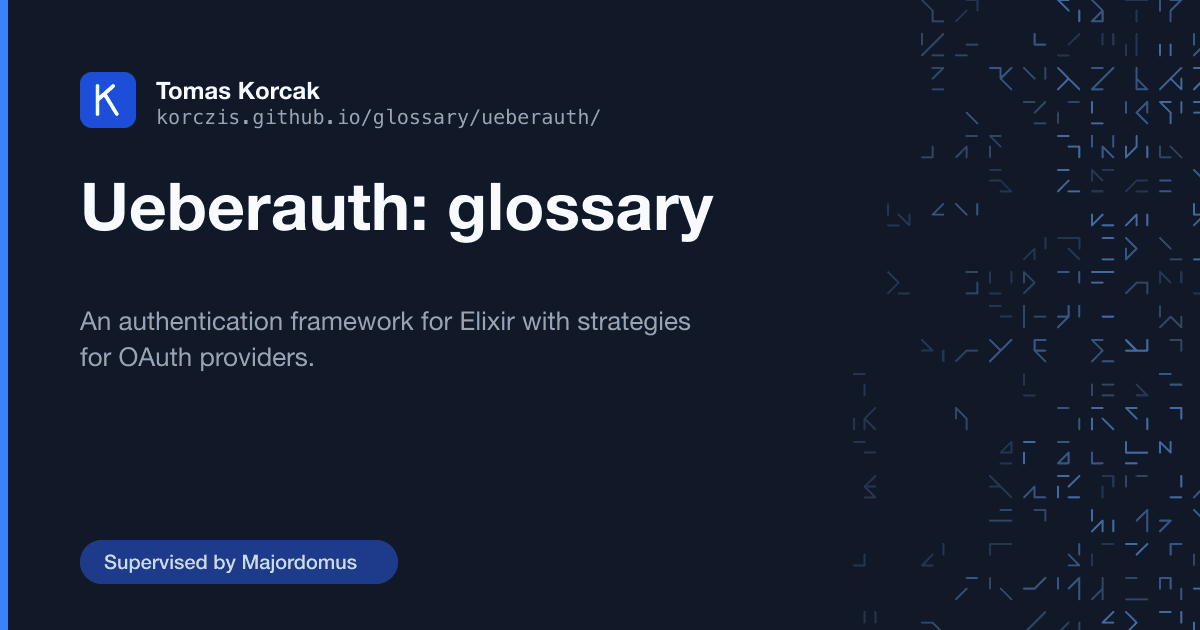 K
Tomas Korcak
korczis.github.io/glossary/ueberauth/
Ueberauth: glossary
An authentication framework for Elixir with strategies
for OAuth providers.
Supervised by Majordomus